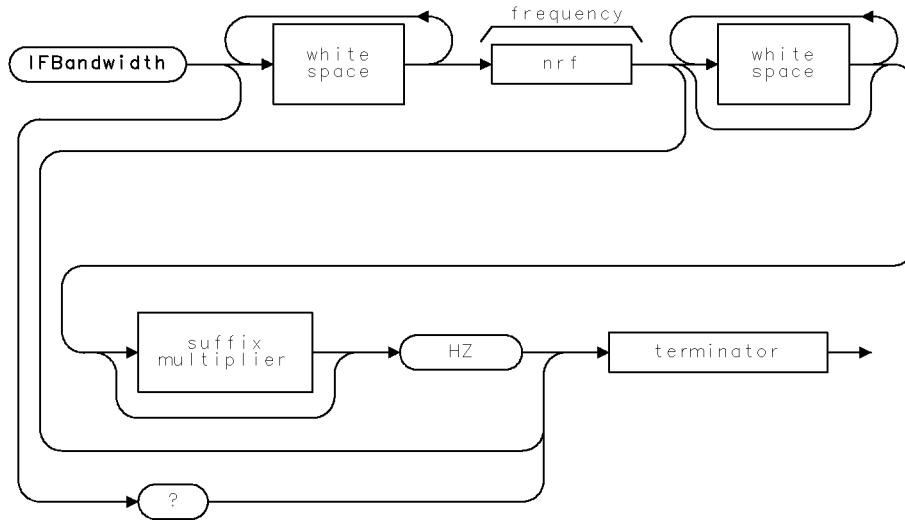 frequency
IFBandwidth
white
space
nrf
white
space
suffix
multiplier
HZ
terminator
?